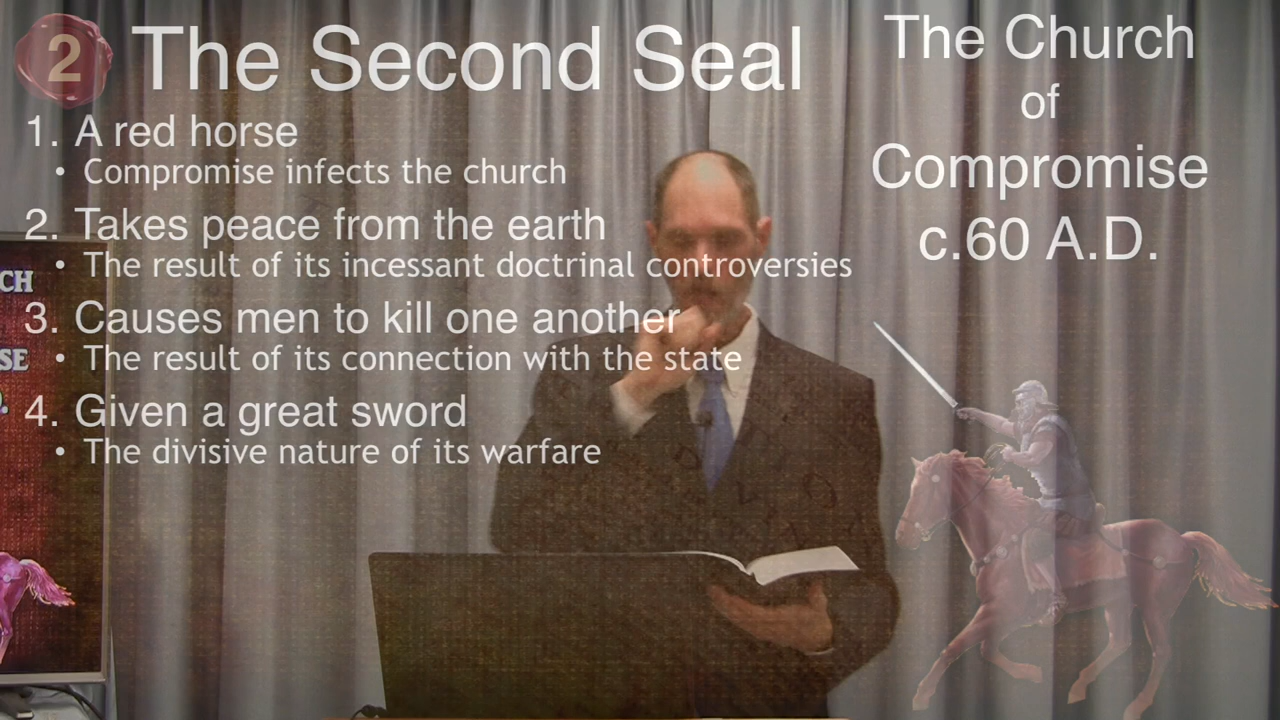 2
The Second Seal
1. A red horse
• Compromise infects the church
2. Takes peace from the earth
• The result of its incessant doctrinal controversies
3. Causes men to kill one another
• The result of its connection with the state
4. Given a great sword
• The divisive nature of its warfare
The Church
of
Compromise
c.60 A.D.
CH
SE